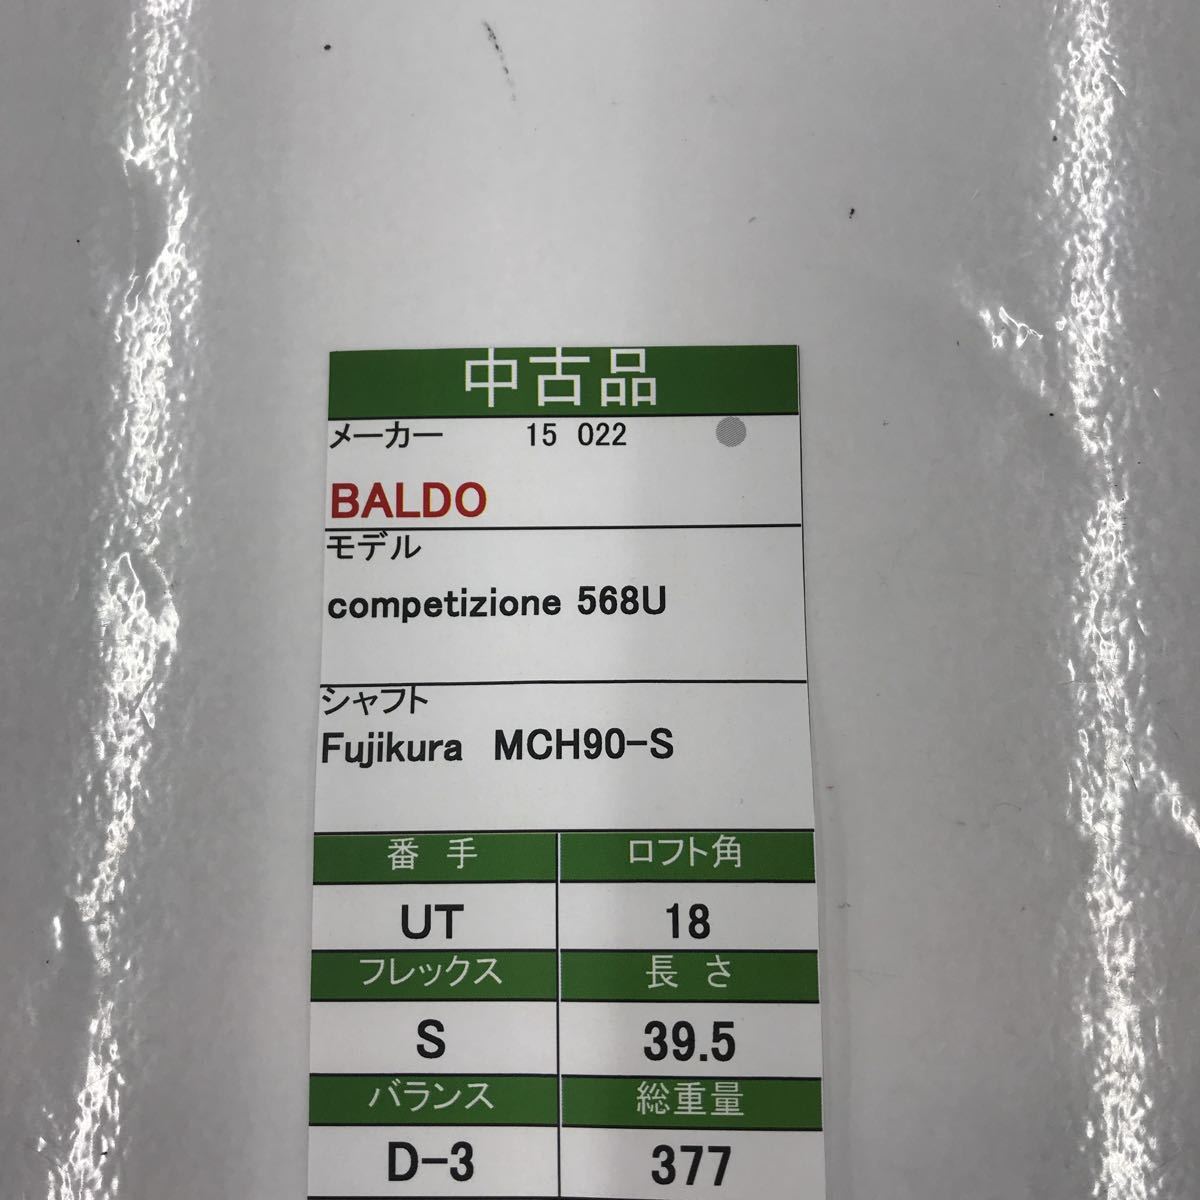 中古品
メーカー 15 022
BALDO
モデル
competizione 568U
シャフト
Fujikura MCH90-S
番手 ロフト角
UT 18
フレックス 長さ
S 39.5
バランス 総重量
D-3 377